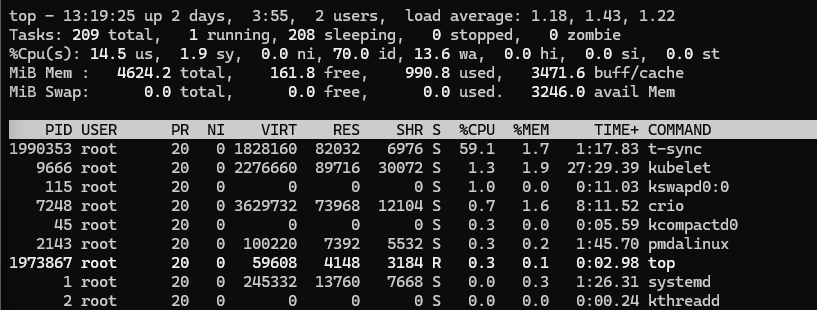 top - 13:19:25 up 2 days,  3:55,  2 users,  load average: 1.18, 1.43, 1.22
Tasks: 209 total,   1 running, 208 sleeping,   0 stopped,   0 zombie
%Cpu(s): 14.5 us,  1.9 sy,  0.0 ni, 70.0 id, 13.6 wa,  0.0 hi,  0.0 si,  0.0 st
MiB Mem :   4624.2 total,    161.8 free,    990.8 used,   3471.6 buff/cache
MiB Swap:      0.0 total,      0.0 free,      0.0 used.   3246.0 avail Mem
    PID USER      PR  NI    VIRT    RES    SHR S  %CPU  %MEM     TIME+ COMMAND
1990353 root      20   0 1828160  82032   6976 S  59.1   1.7   1:17.83 t-sync
   9666 root      20   0 2276660  89716  30072 S   1.3   1.9  27:29.39 kubelet
    115 root      20   0       0      0      0 S   1.0   0.0   0:11.03 kswapd0:0
   7248 root      20   0 3629732  73968  12104 S   0.7   1.6   8:11.52 crio
     45 root      20   0       0      0      0 S   0.3   0.0   0:05.59 kcompactd0
   2143 root      20   0  100220   7392   5532 S   0.3   0.2   1:45.70 pmdalinux
1973867 root      20   0   59608   4148   3184 R   0.3   0.1   0:02.98 top
      1 root      20   0  245332  13760   7668 S   0.0   0.3   1:26.31 systemd
      2 root      20   0       0      0      0 S   0.0   0.0   0:00.24 kthreadd